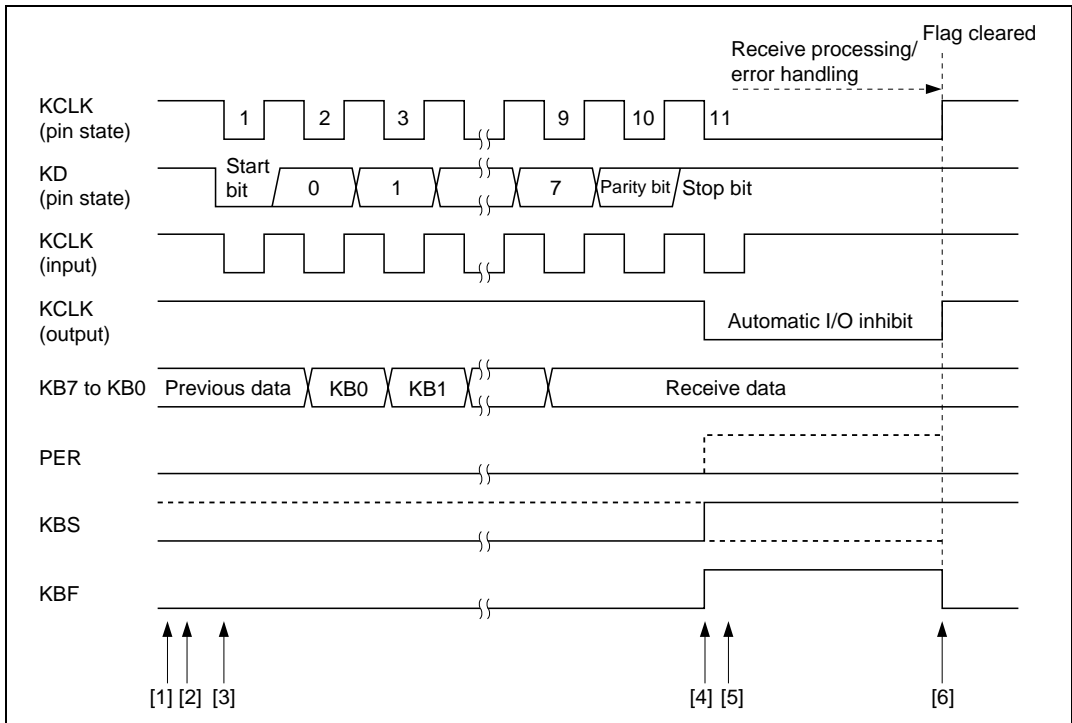 Flag cleared
Receive processing/
error handling
KCLK
(pin state)
1 2 3 9 10 11
KD
(pin state)
Start
bit
0 1 7 Parity bit Stop bit
KCLK
(input)
KCLK
(output)
Automatic I/O inhibit
KB7 to KB0 Previous data KB0 KB1 Receive data
PER
KBS
KBF
[1] [2] [3] [4] [5] [6]